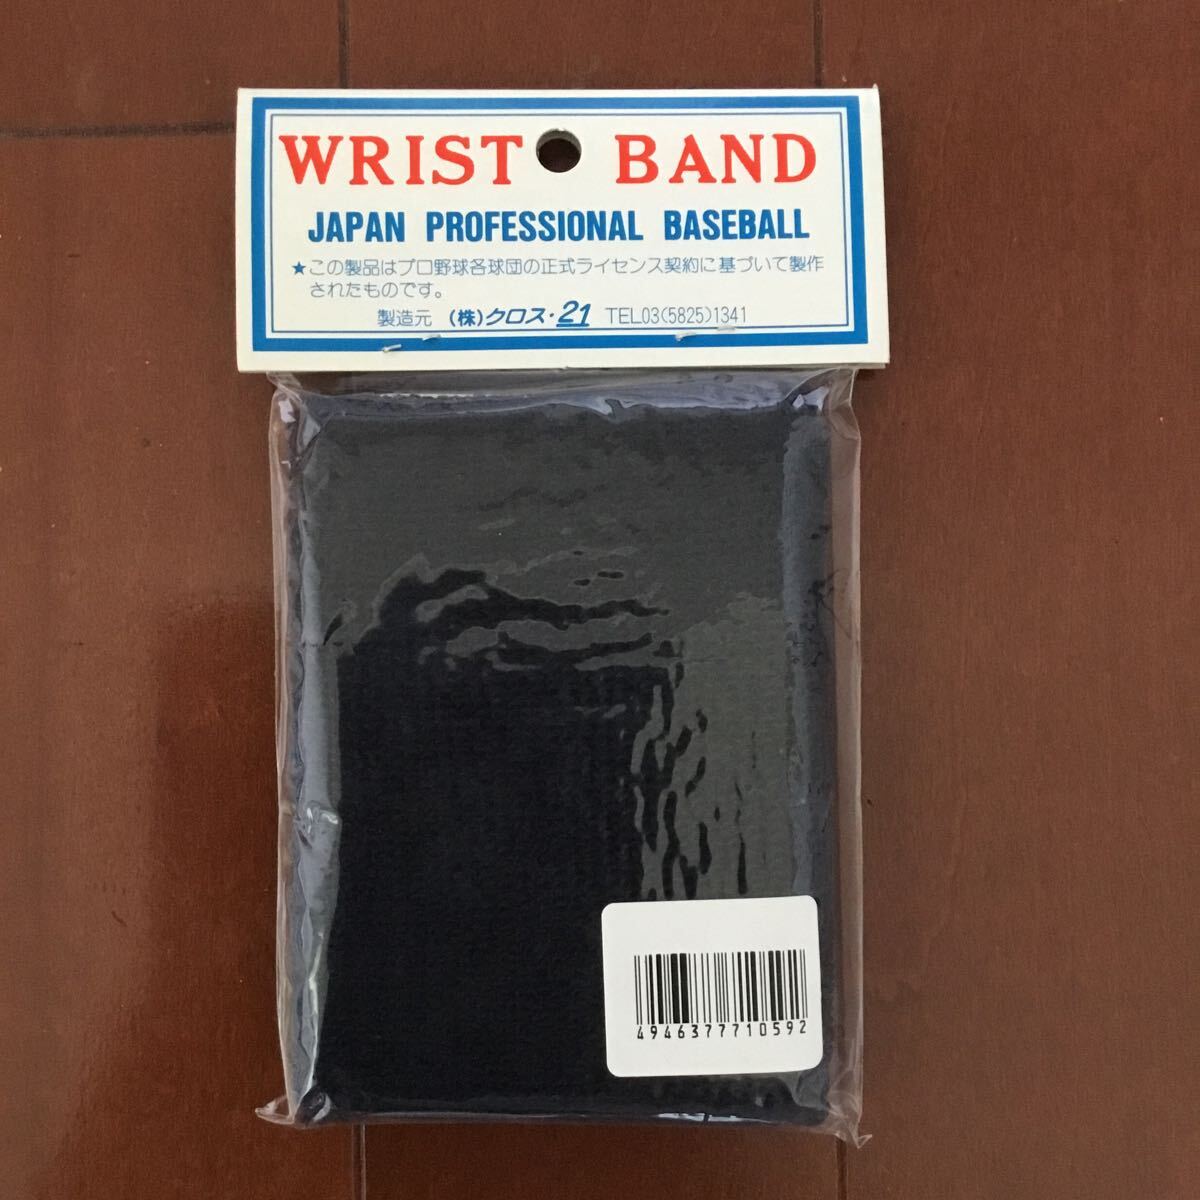 WRIST BAND
JAPAN PROFESSIONAL BASEBALL
★この製品はプロ野球各球団の正式ライセンス契約に基づいて製作
されたものです。
製造元 (株)クロス・21 TEL03(5825)1341
4946377710592